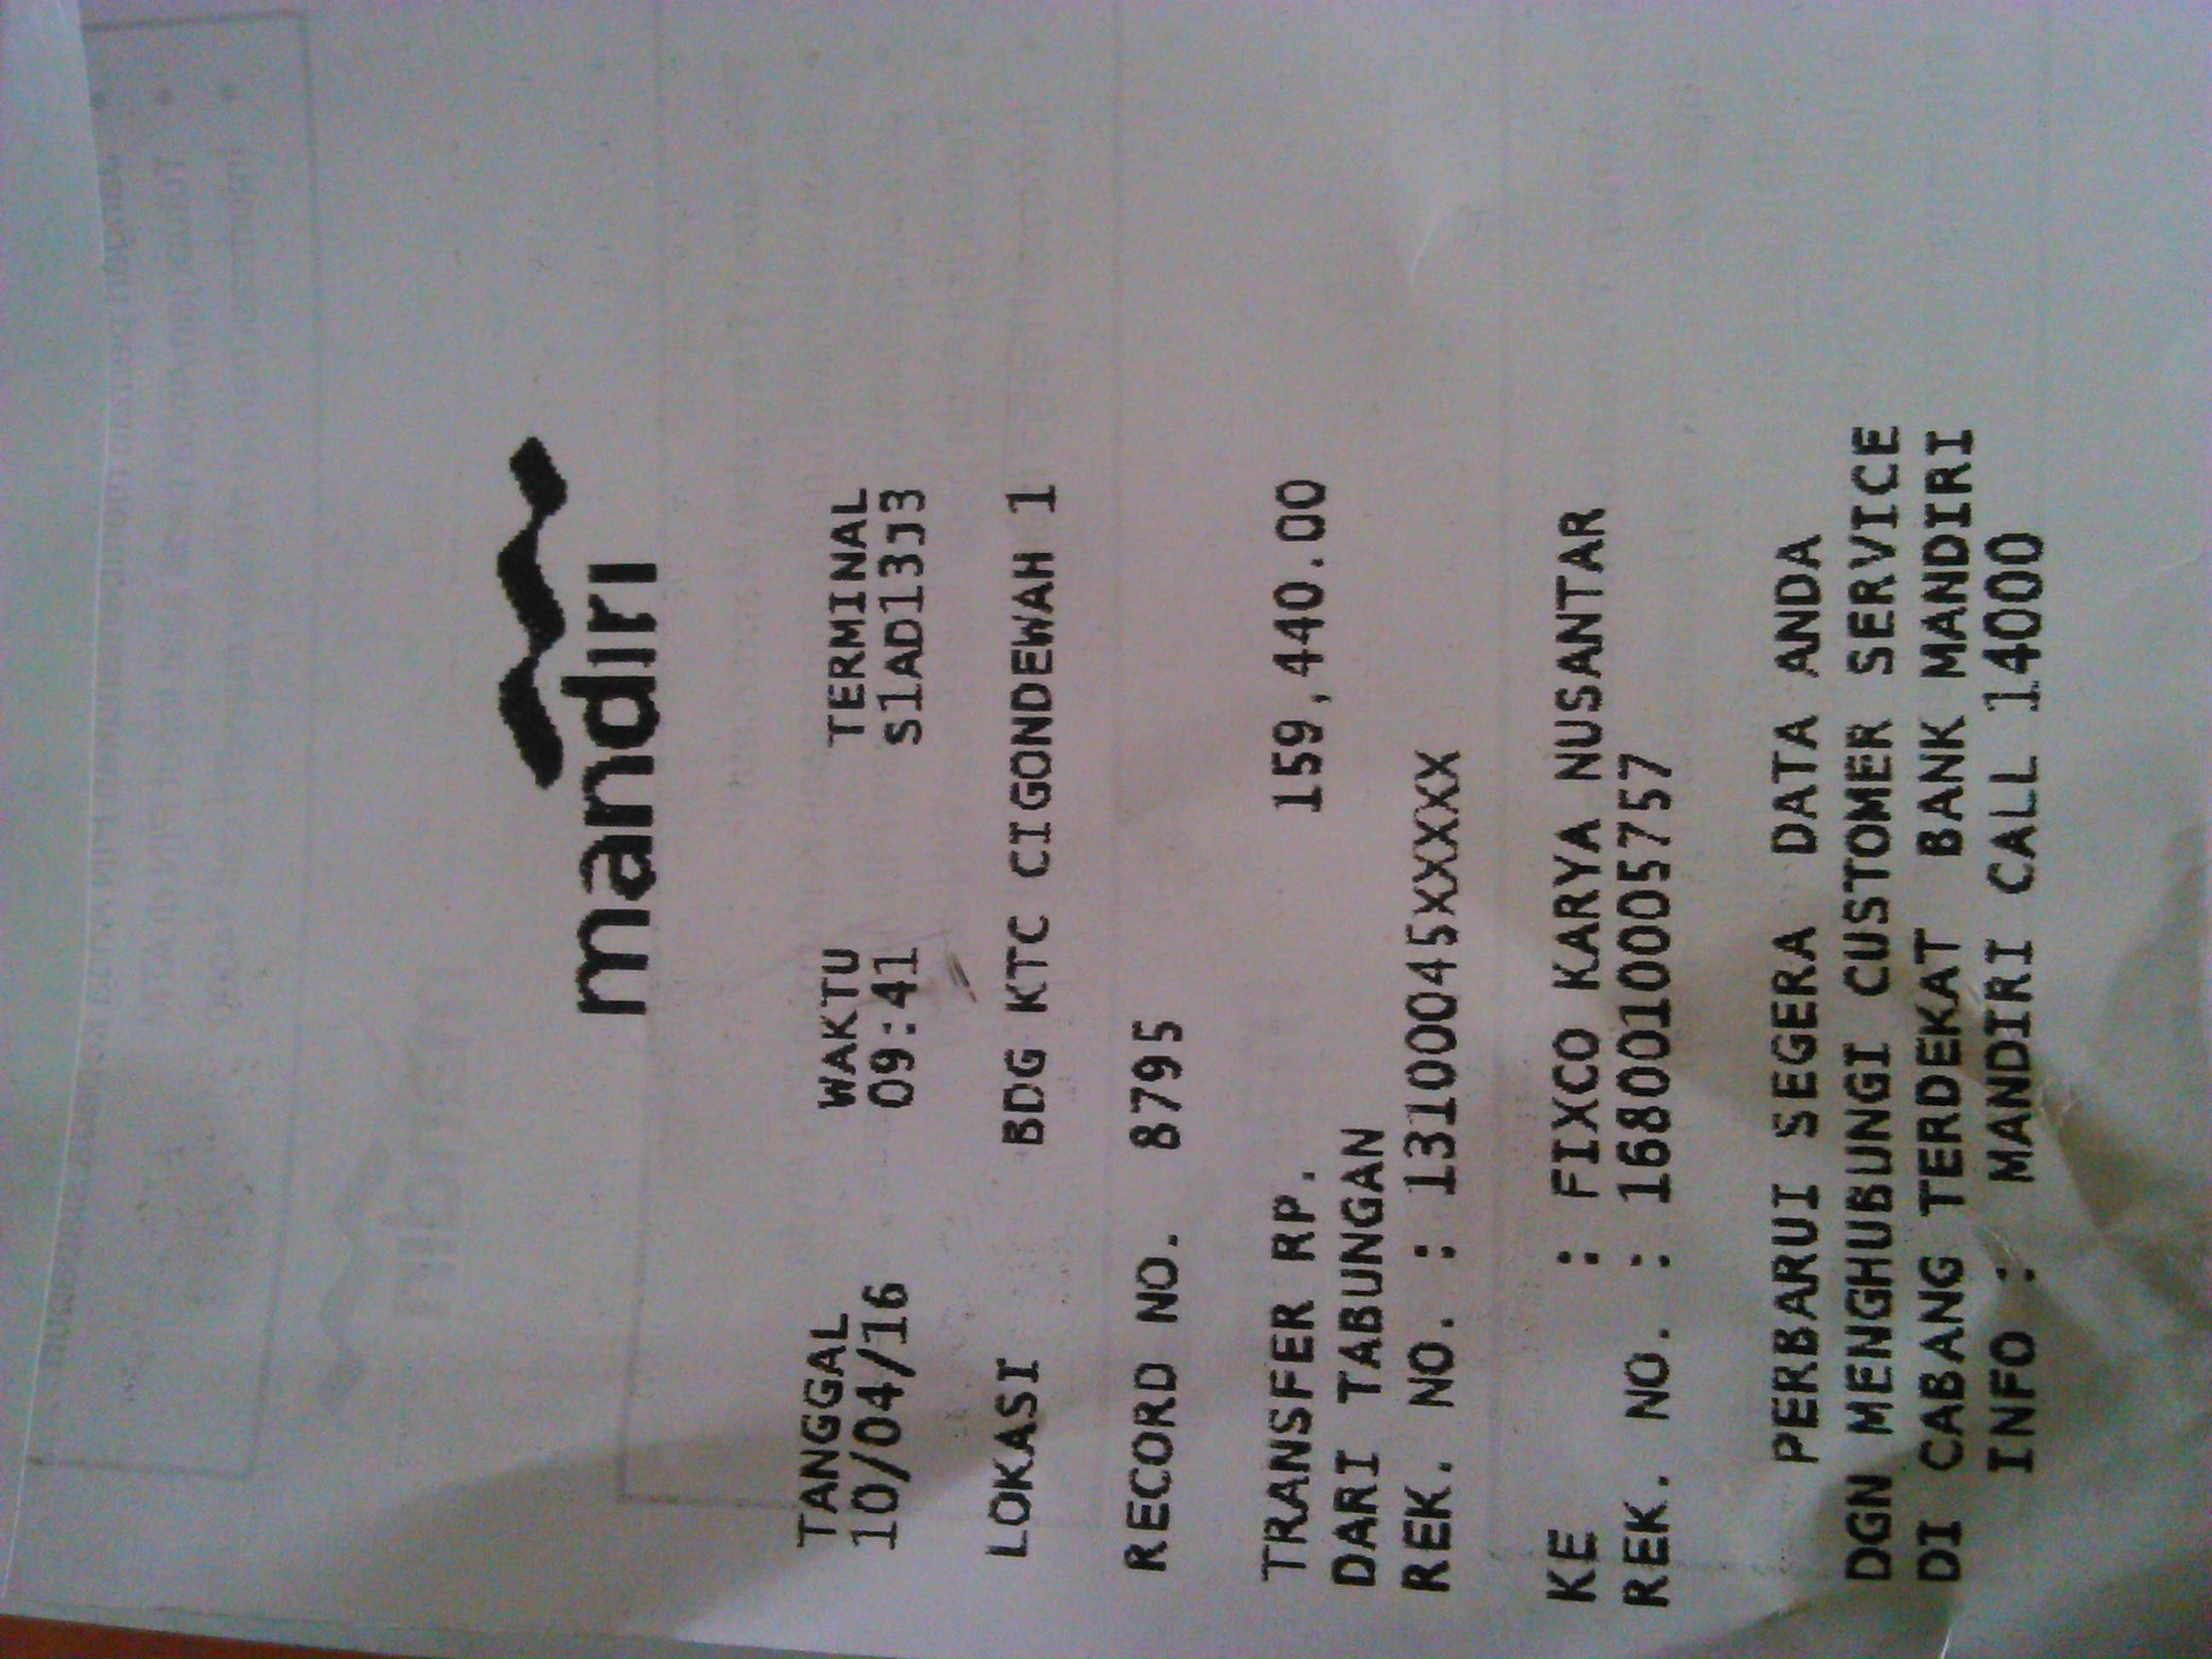 mandiri
TANGGAL WAKTU TERMINAL
10/04/16 09:41 S1AD13J3
LOKASI BDG KTC CIGONDEWAH 1
RECORD NO. 8795
TRANSFER RP. 159,440.00
DARI TABUNGAN
REK. NO. : 13100045XXXXX
KE : FIXCO KARYA NUSANTAR
REK. NO. : 1680010005757
PERBARUI SEGERA DATA ANDA
DGN MENGHUBUNGI CUSTOMER SERVICE
DI CABANG TERDEKAT BANK MANDIRI
INFO : MANDIRI CALL 14000